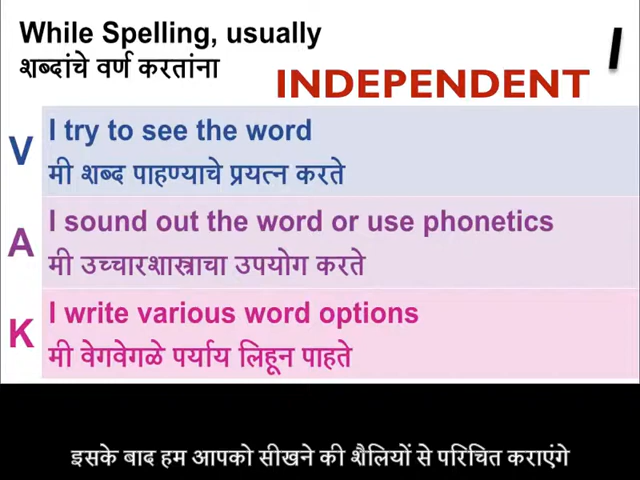 While Spelling, usually
शब्दांचे वर्ण करतांना
INDEPENDENT
I
V
I try to see the word
मी शब्द पाहण्याचे प्रयत्न करते
A
I sound out the word or use phonetics
मी उच्चारशास्त्राचा उपयोग करते
K
I write various word options
मी वेगवेगळे पर्याय लिहून पाहते
इसके बाद हम आपको सीखने की शैलियों से परिचित कराएंगे